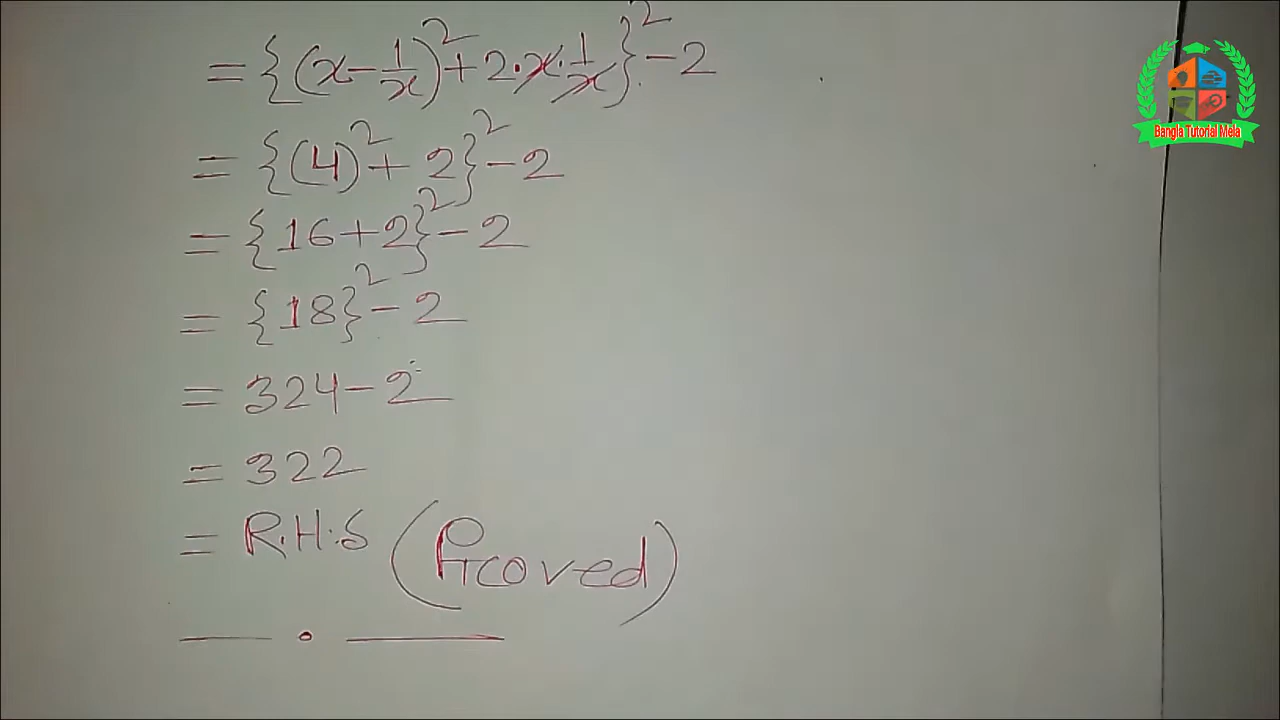 = {(x - 1/x)² + 2·x·1/x}² - 2
= {(4)² + 2}² - 2
= {16 + 2}² - 2
= {18}² - 2
= 324 - 2
= 322
= R.H.S (Proved)
Bangla Tutorial Mela